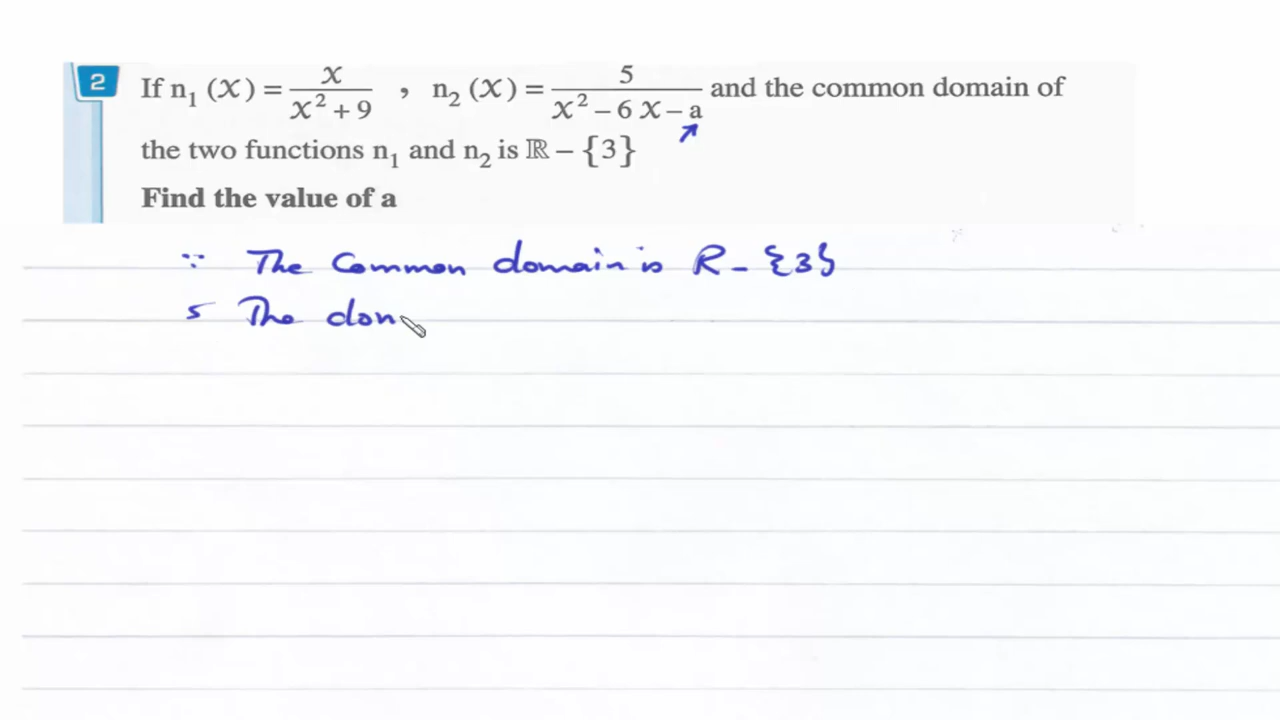 2 If n₁ (X) = x / x² + 9 , n₂ (X) = 5 / x² – 6 x – a and the common domain of
the two functions n₁ and n₂ is ℝ – {3}
Find the value of a
∵ The Common domain is R – {3}
, The dom